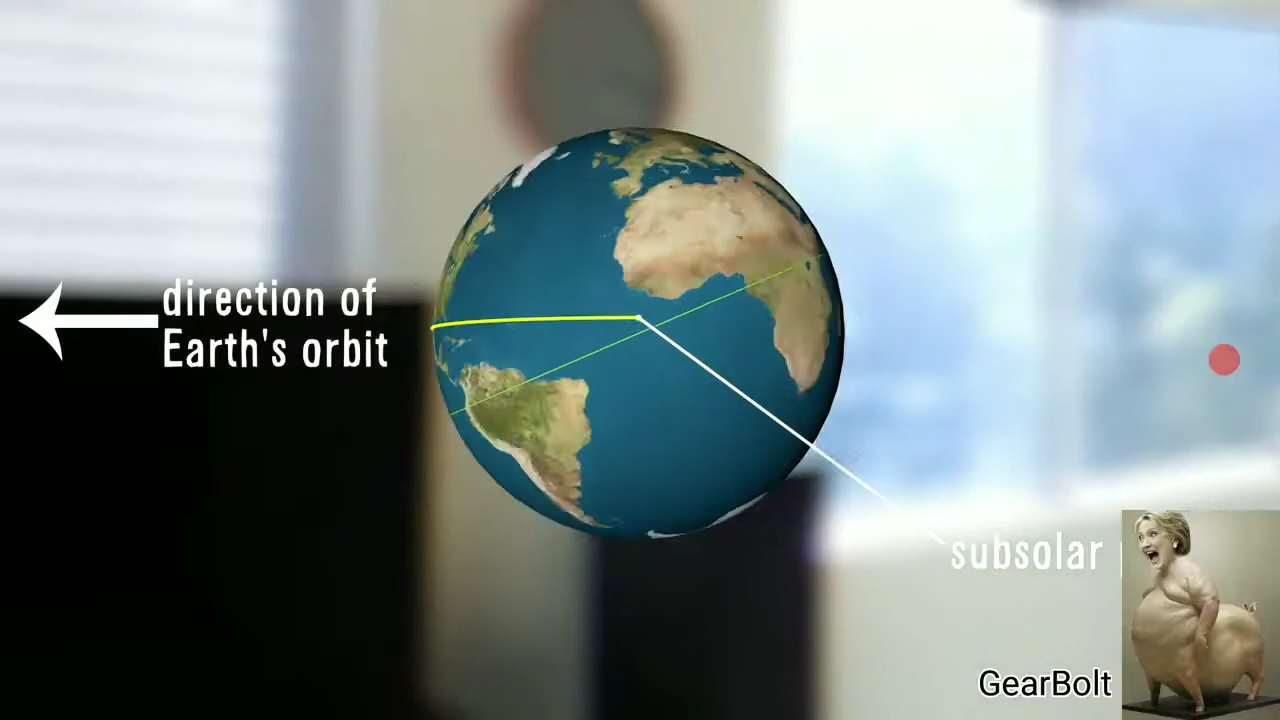 direction of
Earth's orbit
subsolar
GearBolt